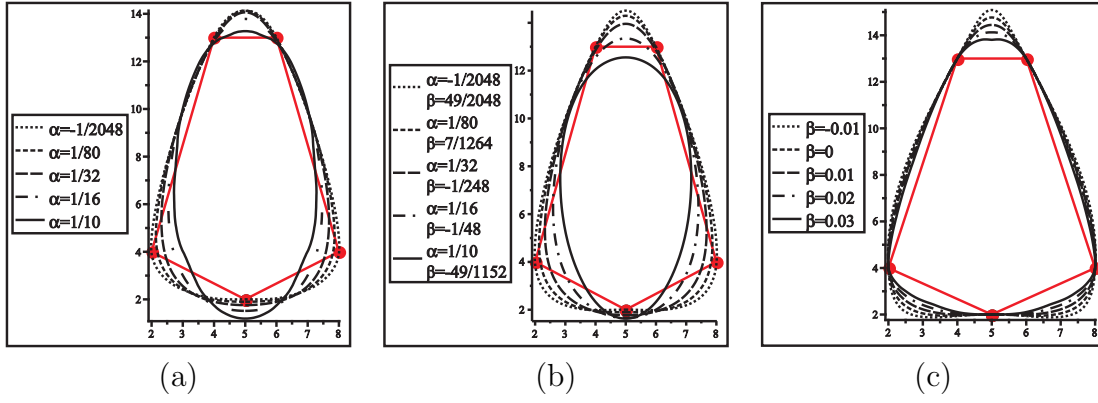 14
12
10
8
6
4
2
2 3 4 5 6 7 8
α=-1/2048
α=1/80
α=1/32
α=1/16
α=1/10
(a)
14
12
10
8
6
4
2
2 3 4 5 6 7 8
α=-1/2048
β=49/2048
α=1/80
β=7/1264
α=1/32
β=-1/248
α=1/16
β=-1/48
α=1/10
β=-49/1152
(b)
14
12
10
8
6
4
2
2 3 4 5 6 7 8
β=-0.01
β=0
β=0.01
β=0.02
β=0.03
(c)